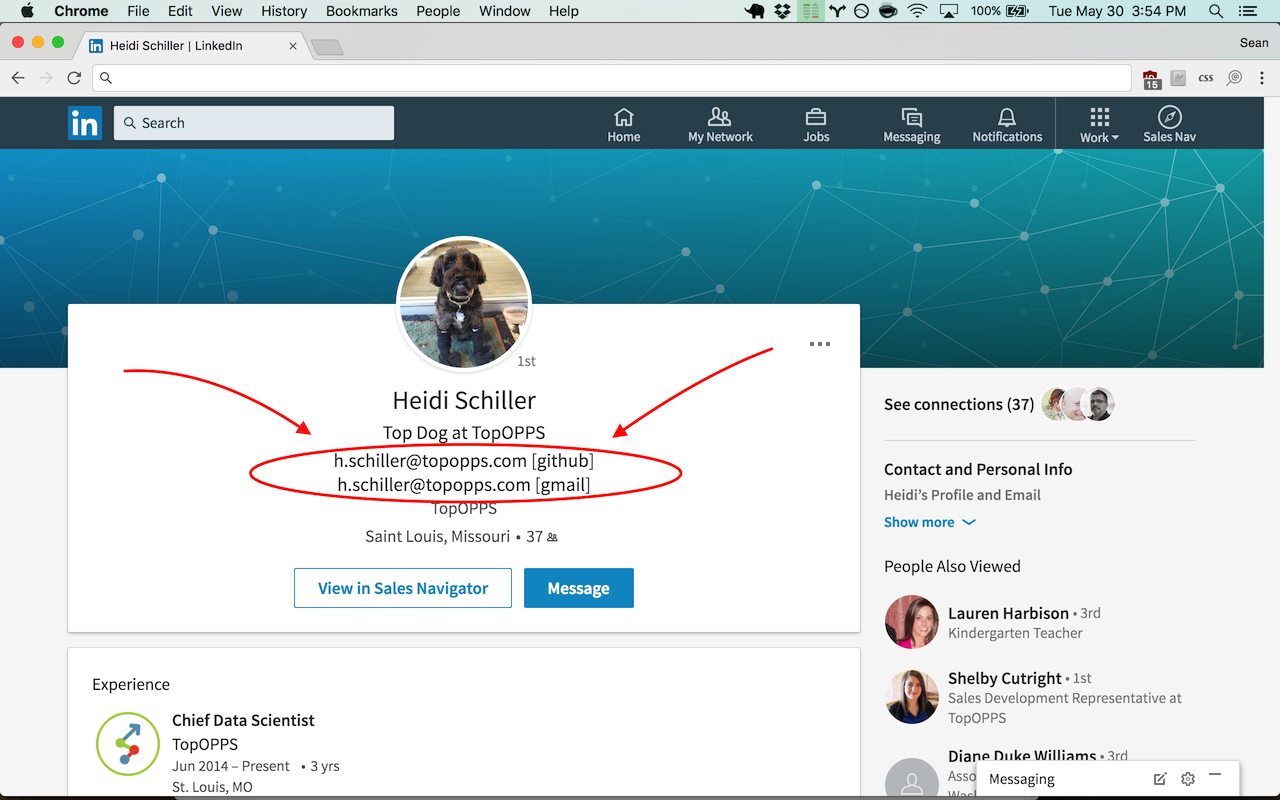 Chrome File Edit View History Bookmarks People Window Help 100% Tue May 30 3:54 PM
Heidi Schiller | LinkedIn
Sean
15
css
in
Search
Home
My Network
Jobs
Messaging
Notifications
Work
Sales Nav
1st
Heidi Schiller
Top Dog at TopOPPS
h.schiller@topopps.com [github]
h.schiller@topopps.com [gmail]
TopOPPS
Saint Louis, Missouri • 37
View in Sales Navigator
Message
Experience
Chief Data Scientist
TopOPPS
Jun 2014 – Present • 3 yrs
St. Louis, MO
See connections (37)
Contact and Personal Info
Heidi's Profile and Email
Show more
People Also Viewed
Lauren Harbison • 3rd
Kindergarten Teacher
Shelby Cutright • 1st
Sales Development Representative at
TopOPPS
Diane Duke Williams • 3rd
Messaging